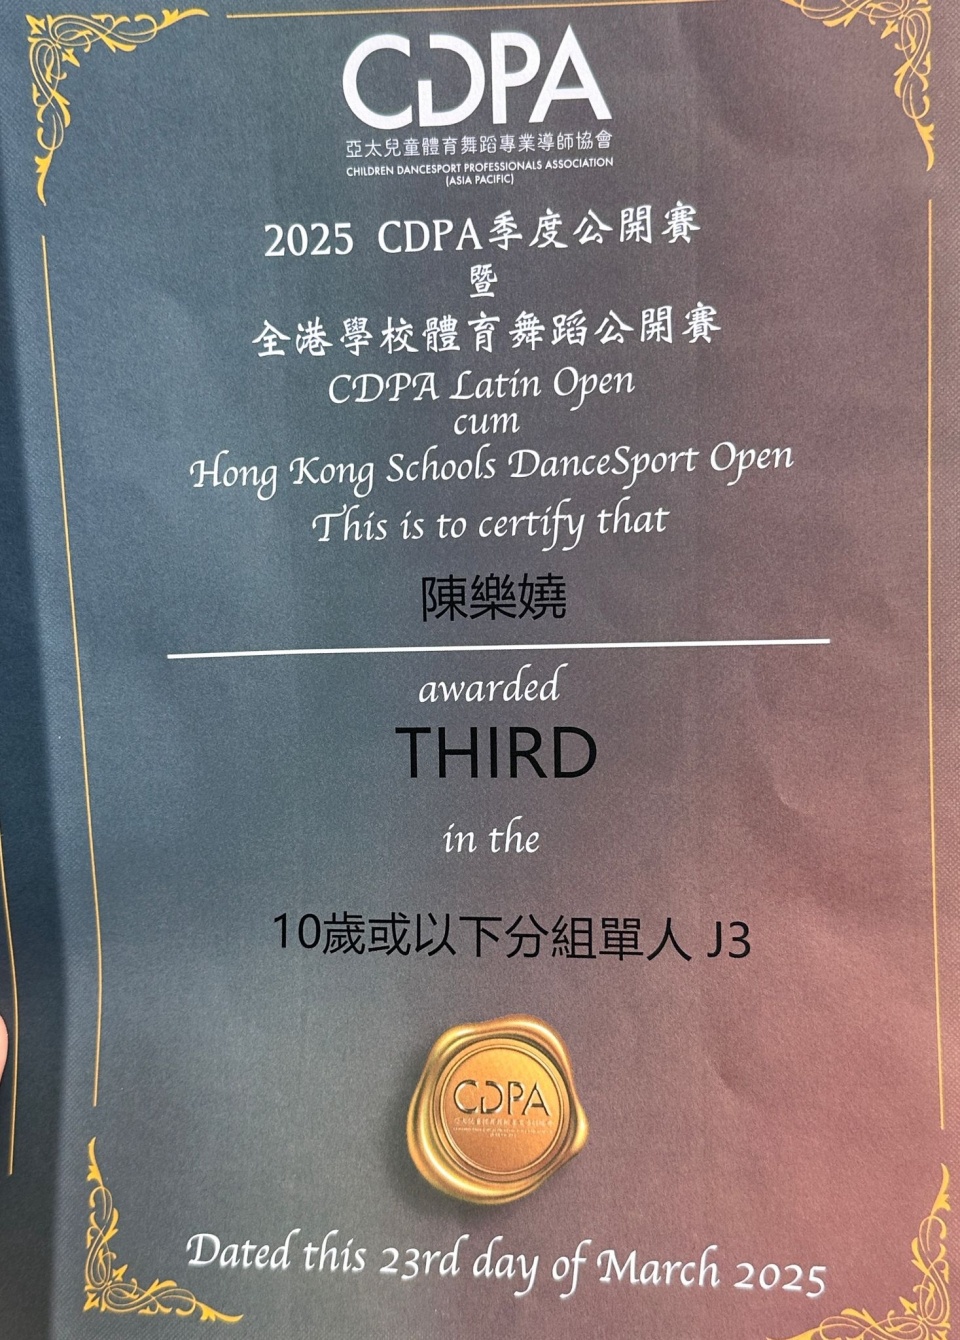 CDPA
亞太兒童體育舞蹈專業導師協會
CHILDREN DANCESPORT PROFESSIONALS ASSOCIATION
(ASIA PACIFIC)
2025 CDPA季度公開賽
暨
全港學校體育舞蹈公開賽
CDPA Latin Open
cum
Hong Kong Schools DanceSport Open
This is to certify that
陳樂嬈
awarded
THIRD
in the
10歲或以下分組單人 J3
CDPA
Dated this 23rd day of March 2025